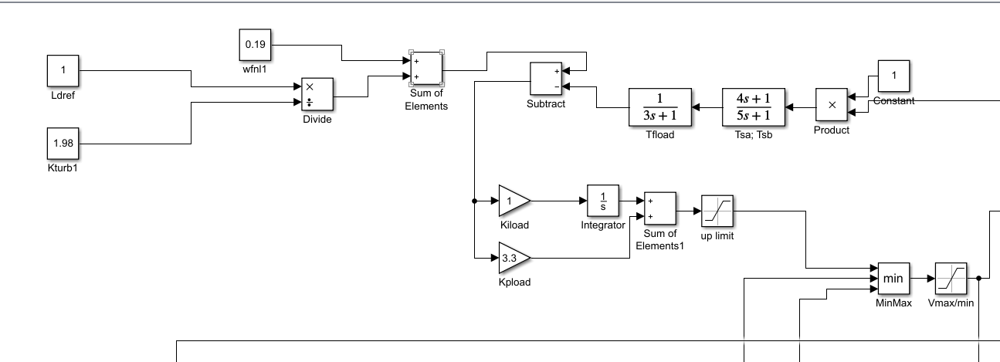 0.19
wfnl1
1
Ldref
+
+
Sum of
Elements
×
÷
Divide
1.98
Kturb1
+
−
Subtract
1
3s + 1
Tfload
4s + 1
5s + 1
Tsa; Tsb
×
Product
1
Constant
1
Kiload
1
s
Integrator
+
+
Sum of
Elements1
up limit
3.3
Kpload
min
MinMax
Vmax/min